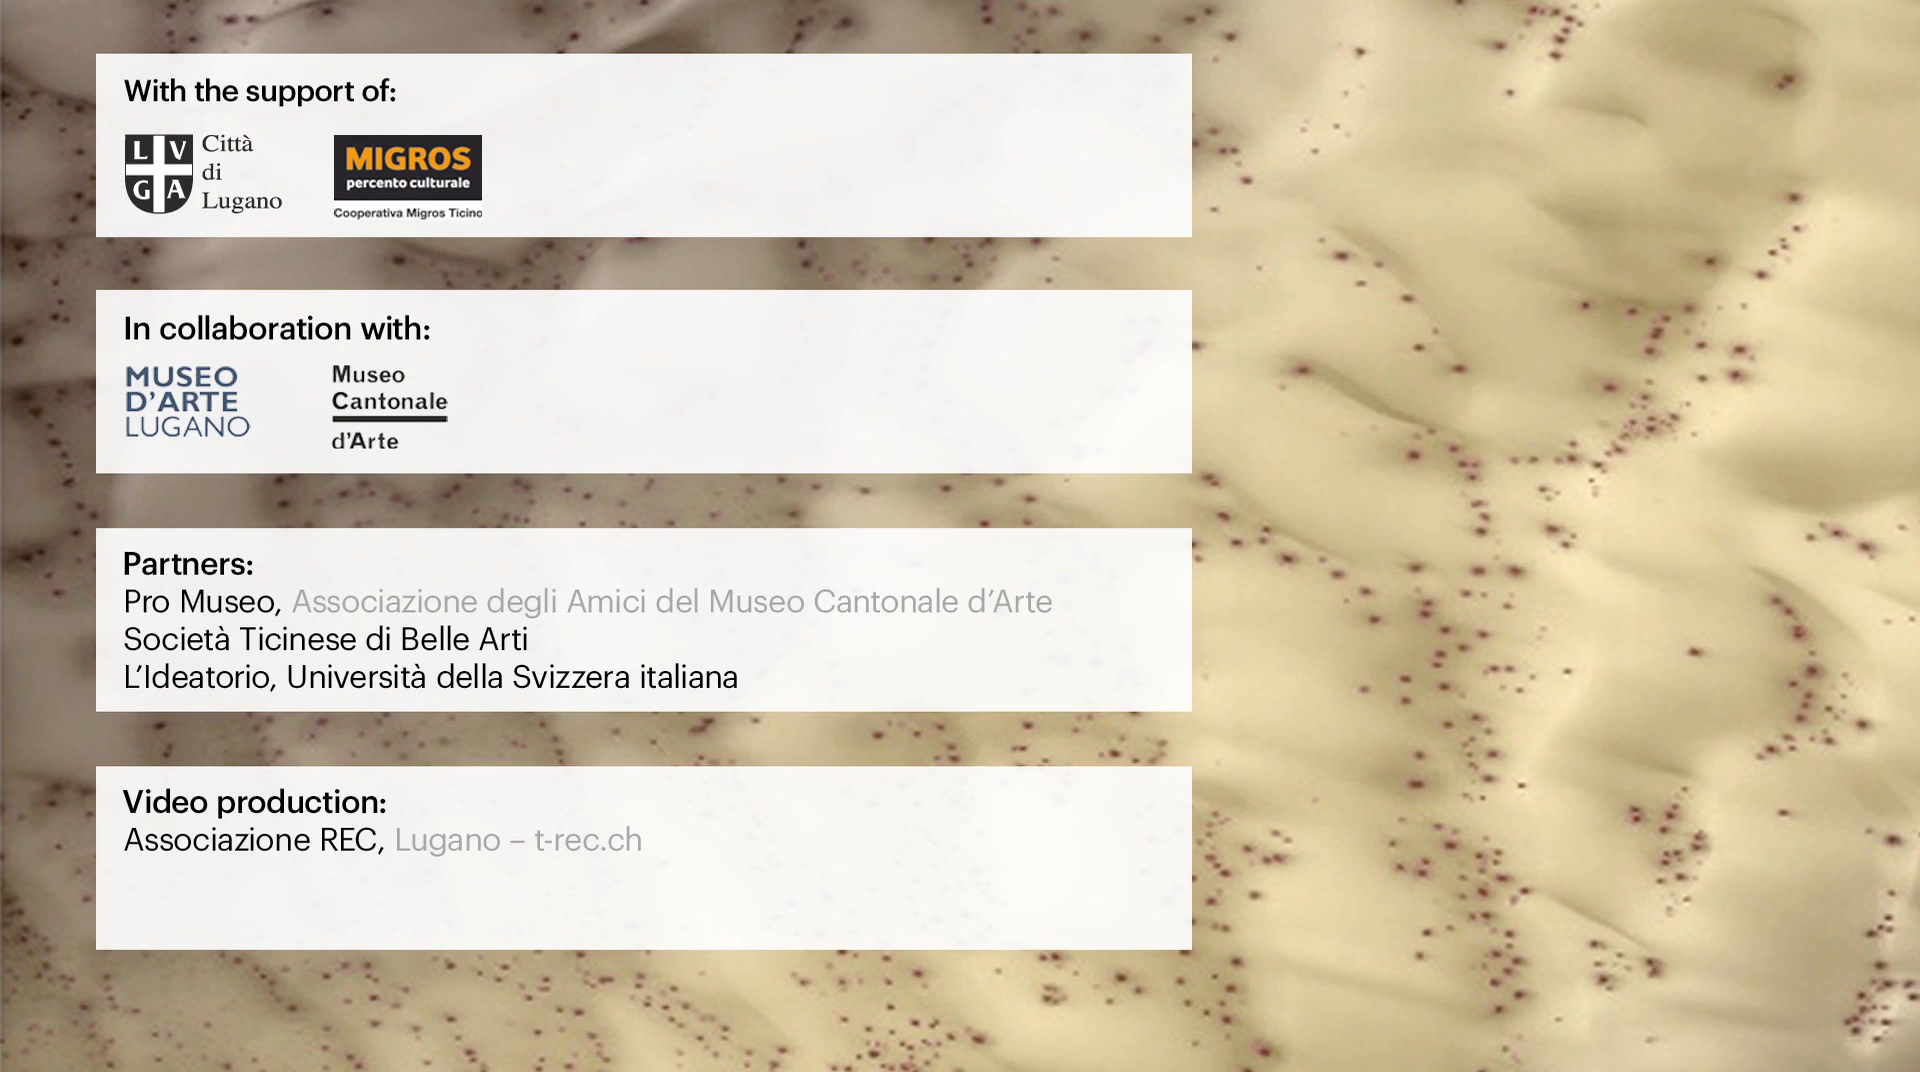 With the support of:
L V
G A
Città
di
Lugano
MIGROS
percento culturale
Cooperativa Migros Ticino
In collaboration with:
MUSEO
D'ARTE
LUGANO
Museo
Cantonale
d'Arte
Partners:
Pro Museo, Associazione degli Amici del Museo Cantonale d’Arte
Società Ticinese di Belle Arti
L’Ideatorio, Università della Svizzera italiana
Video production:
Associazione REC, Lugano – t-rec.ch